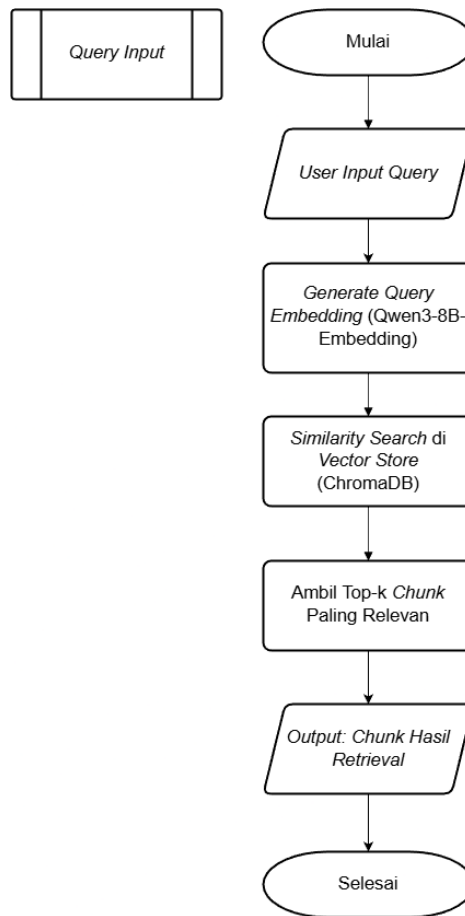 Query Input
Mulai
User Input Query
Generate Query
Embedding (Qwen3-8B-
Embedding)
Similarity Search di
Vector Store
(ChromaDB)
Ambil Top-k Chunk
Paling Relevan
Output: Chunk Hasil
Retrieval
Selesai